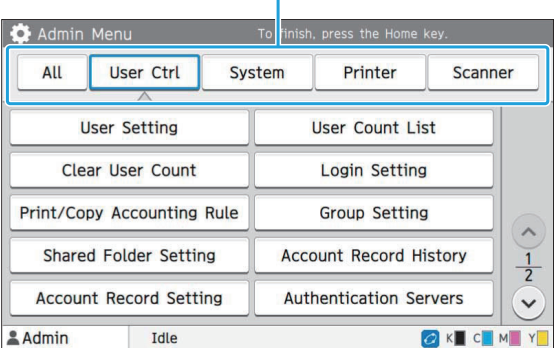 Admin Menu To finish, press the Home key.
All User Ctrl System Printer Scanner
User Setting User Count List
Clear User Count Login Setting
Print/Copy Accounting Rule Group Setting
Shared Folder Setting Account Record History
1
2
Account Record Setting Authentication Servers
Admin Idle K C M Y